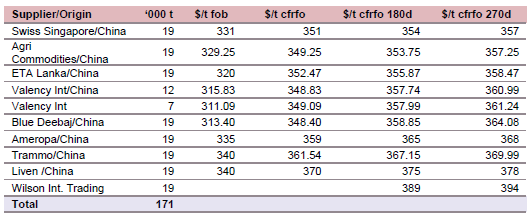 Supplier/Origin '000 t $/t fob $/t cfrfo $/t cfrfo 180d $/t cfrfo 270d
Swiss Singapore/China 19 331 351 354 357
Agri
Commodities/China 19 329.25 349.25 353.75 357.25
ETA Lanka/China 19 320 352.47 355.87 358.47
Valency Int/China 12 315.83 348.83 357.74 360.99
Valency Int 7 311.09 349.09 357.99 361.24
Blue Deebaj/China 19 313.40 348.40 358.85 364.08
Ameropa/China 19 335 359 365 368
Trammo/China 19 340 361.54 367.15 369.99
Liven /China 19 340 370 375 378
Wilson Int. Trading 19 389 394
Total 171